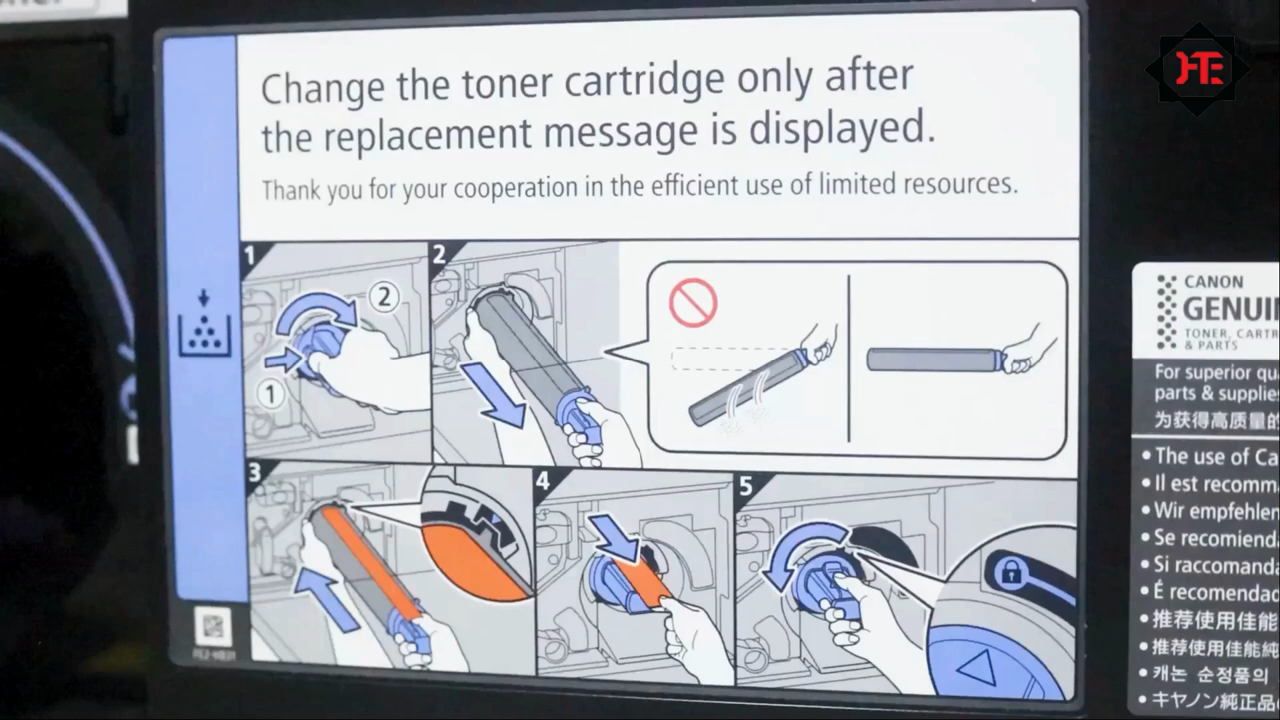 Change the toner cartridge only after
the replacement message is displayed.
Thank you for your cooperation in the efficient use of limited resources.
1
2
1
2
3
4
5
CANON
GENUI
TONER, CARTR
& PARTS
For superior qu
parts & supplie
为获得高质量的
• The use of Ca
• Il est recomm
• Wir empfehlen
• Se recomiend
• Si raccomanda
• É recomendad
• 推荐使用佳能
• 推荐使用佳能純
• 캐논 순정품의
• キヤノン純正品
HE